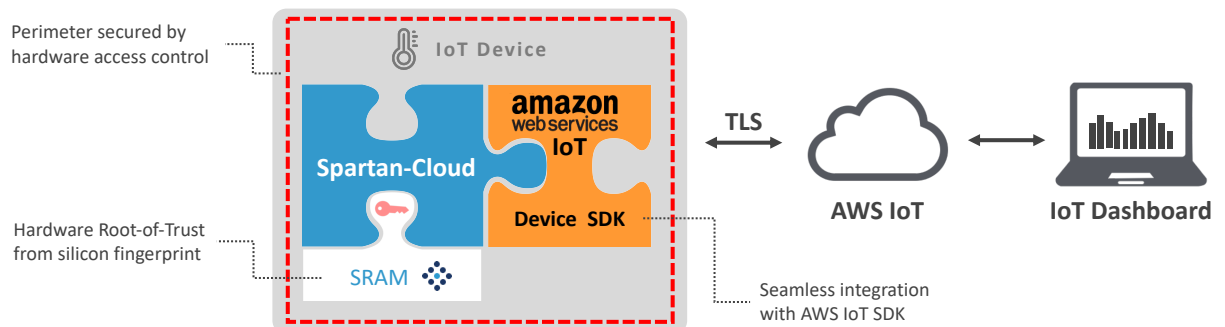 Perimeter secured by
hardware access control
IoT Device
amazon
webservices
IoT
Spartan-Cloud
Device SDK
TLS
AWS IoT
IoT Dashboard
Hardware Root-of-Trust
from silicon fingerprint
SRAM
Seamless integration
with AWS IoT SDK